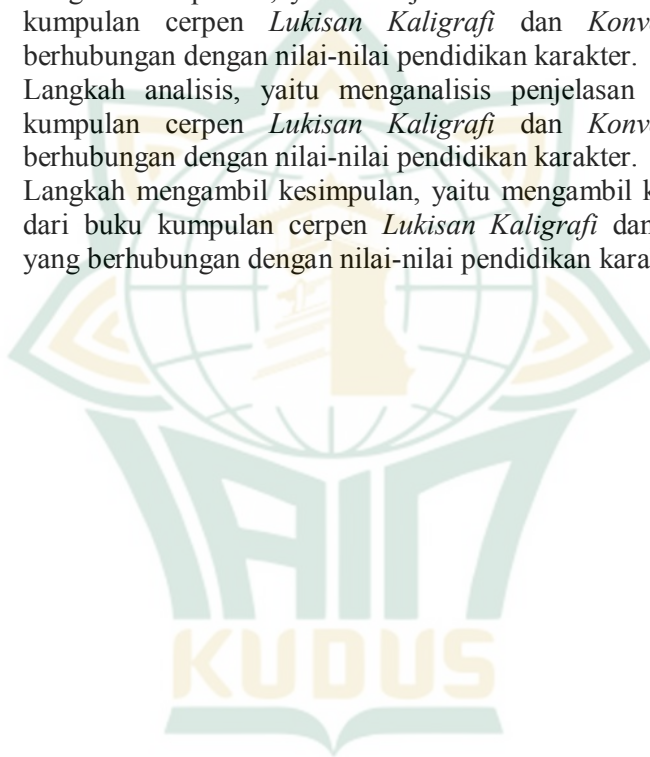 kumpulan cerpen Lukisan Kaligrafi dan Konv
berhubungan dengan nilai-nilai pendidikan karakter.
Langkah analisis, yaitu menganalisis penjelasan
kumpulan cerpen Lukisan Kaligrafi dan Konv
berhubungan dengan nilai-nilai pendidikan karakter.
Langkah mengambil kesimpulan, yaitu mengambil k
dari buku kumpulan cerpen Lukisan Kaligrafi dan
yang berhubungan dengan nilai-nilai pendidikan kara
IAIN
KUDUS